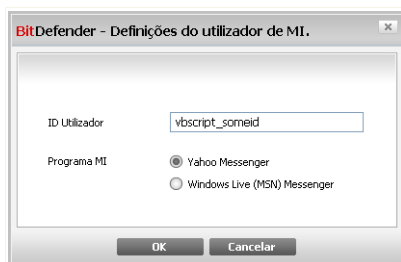 BitDefender - Definições do utilizador de MI.
ID Utilizador
vbscript_someid
Programa MI
Yahoo Messenger
Windows Live (MSN) Messenger
OK
Cancelar